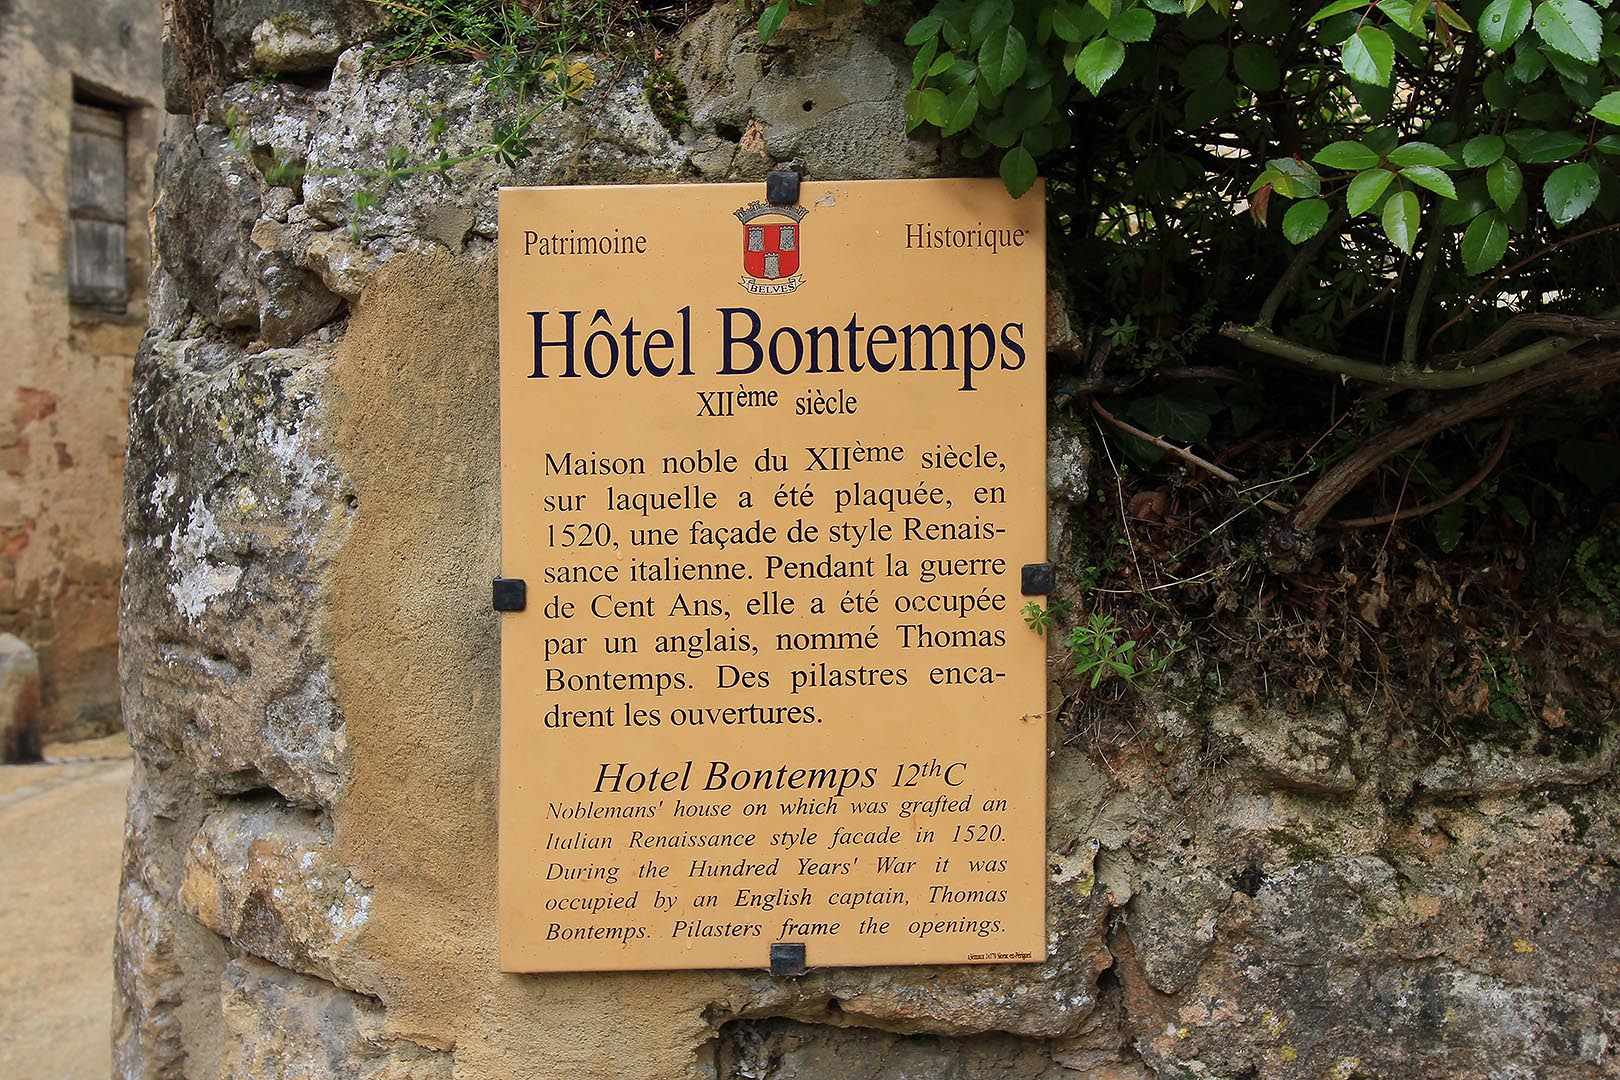 Patrimoine Historique
BELVES
Hôtel Bontemps
XIIème siècle
Maison noble du XIIème siècle,
sur laquelle a été plaquée, en
1520, une façade de style Renais-
sance italienne. Pendant la guerre
de Cent Ans, elle a été occupée
par un anglais, nommé Thomas
Bontemps. Des pilastres enca-
drent les ouvertures.
Hotel Bontemps 12thC
Noblemans' house on which was grafted an
Italian Renaissance style facade in 1520.
During the Hundred Years' War it was
occupied by an English captain, Thomas
Bontemps. Pilasters frame the openings.